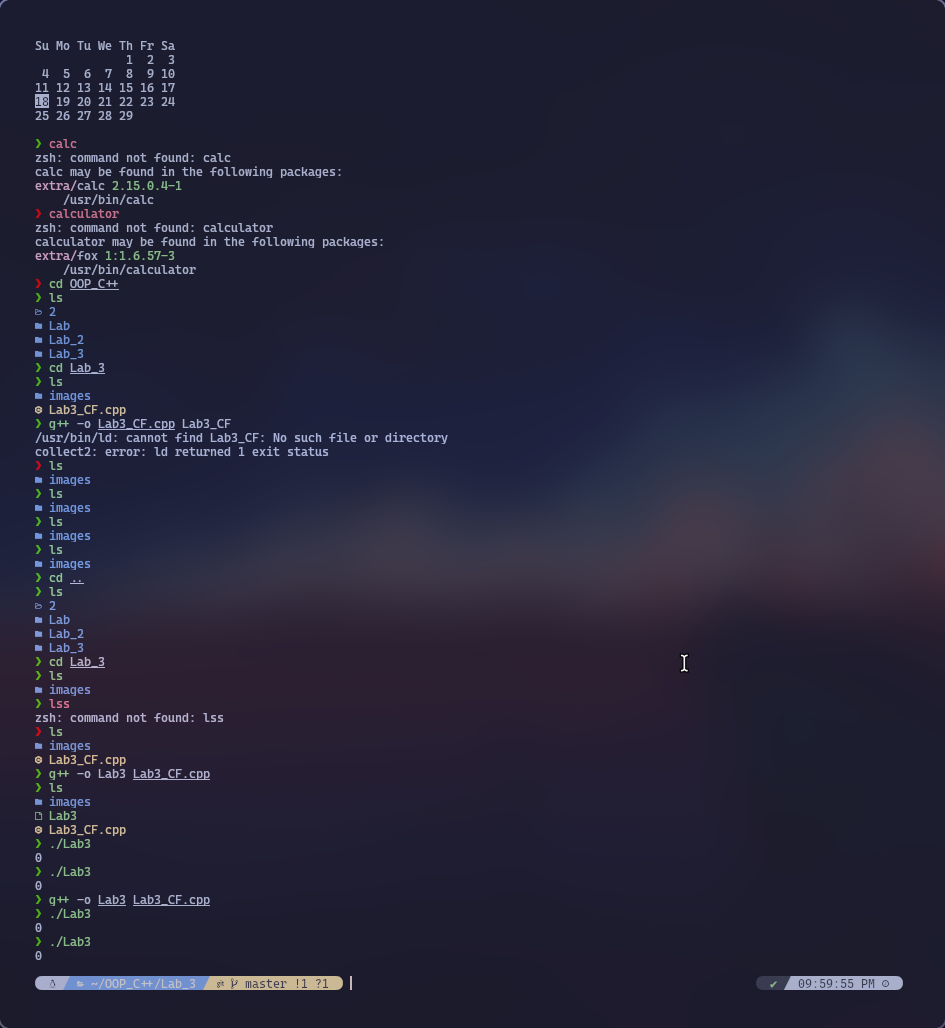 Su Mo Tu We Th Fr Sa
1 2 3
4 5 6 7 8 9 10
11 12 13 14 15 16 17
18 19 20 21 22 23 24
25 26 27 28 29
❯ calc
zsh: command not found: calc
calc may be found in the following packages:
extra/calc 2.15.0.4-1
/usr/bin/calc
❯ calculator
zsh: command not found: calculator
calculator may be found in the following packages:
extra/fox 1:1.6.57-3
/usr/bin/calculator
❯ cd OOP_C++
❯ ls
2
Lab
Lab_2
Lab_3
❯ cd Lab_3
❯ ls
images
Lab3_CF.cpp
❯ g++ -o Lab3_CF.cpp Lab3_CF
/usr/bin/ld: cannot find Lab3_CF: No such file or directory
collect2: error: ld returned 1 exit status
❯ ls
images
❯ ls
images
❯ ls
images
❯ ls
images
❯ cd ..
❯ ls
2
Lab
Lab_2
Lab_3
❯ cd Lab_3
❯ ls
images
❯ lss
zsh: command not found: lss
❯ ls
images
Lab3_CF.cpp
❯ g++ -o Lab3 Lab3_CF.cpp
❯ ls
images
Lab3
Lab3_CF.cpp
❯ ./Lab3
0
❯ ./Lab3
0
❯ g++ -o Lab3 Lab3_CF.cpp
❯ ./Lab3
0
❯ ./Lab3
0
~/OOP_C++/Lab_3 master !1 ?1 ✔ 09:59:55 PM